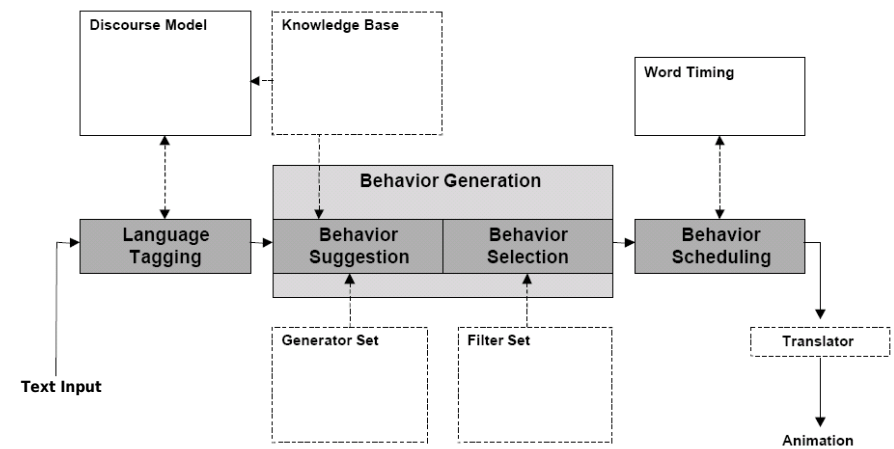 Discourse Model
Knowledge Base
Word Timing
Behavior Generation
Language
Tagging
Behavior
Suggestion
Behavior
Selection
Behavior
Scheduling
Generator Set
Filter Set
Translator
Text Input
Animation